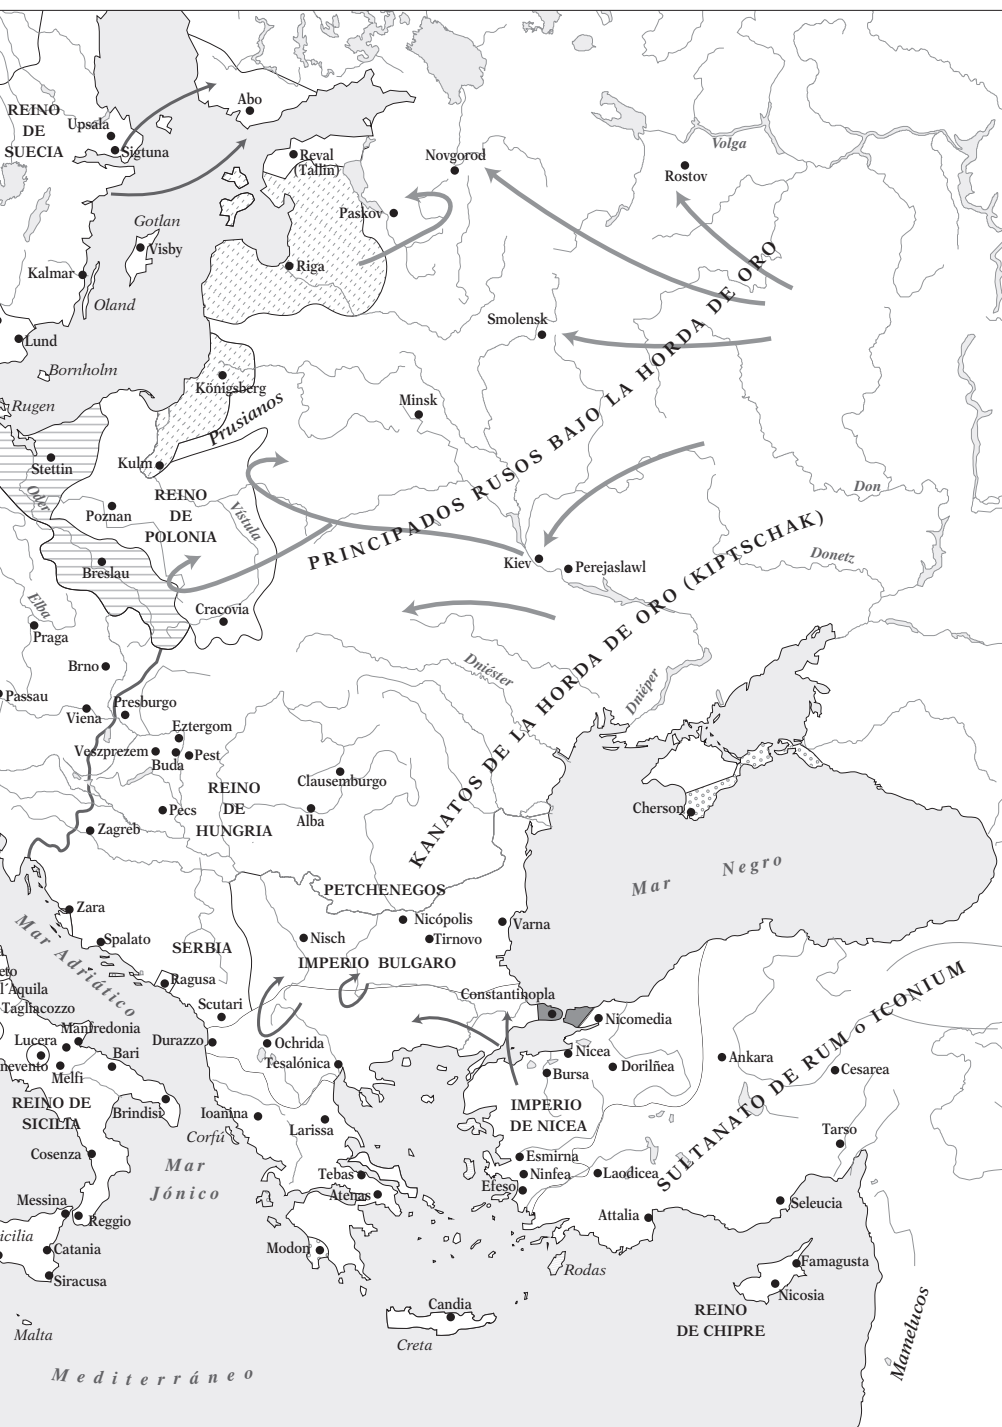 Abo
REINO
DE
SUECIA
Upsala
Sigtuna
Reval
(Tallin)
Novgorod
Volga
Rostov
Paskov
Gotlan
Visby
Riga
Kalmar
Oland
Smolensk
Lund
Bornholm
Königsberg
Rugen
Prusianos
Minsk
PRINCIPADOS RUSOS BAJO LA HORDA DE ORO
Stettin
Kulm
Oder
REINO
DE
POLONIA
Poznan
Vístula
Don
Donetz
Breslau
Kiev
Perejaslawl
KANATOS DE LA HORDA DE ORO (KIPTSCHAK)
Elba
Cracovia
Praga
Brno
Dniéster
Dniéper
Passau
Presburgo
Viena
Eztergom
Veszprezem
Buda
Pest
Clausemburgo
REINO
DE
HUNGRIA
Pecs
Alba
Cherson
Zagreb
Mar Negro
PETCHENEGOS
Zara
Nicópolis
Varna
Mar Adriático
Spalato
SERBIA
Nisch
Tirnovo
IMPERIO BULGARO
eto
l'Aquila
Ragusa
Constantinopla
SULTANATO DE RUM o ICONIUM
Tagliacozzo
Scutari
Nicomedia
Manfredonia
Lucera
Durazzo
Ochrida
Bari
Nicea
Ankara
Tesalónica
nevento
Melfi
Bursa
Dorilñea
Cesarea
REINO DE
SICILIA
Brindisi
Ioanina
IMPERIO
DE NICEA
Larissa
Corfú
Tarso
Cosenza
Mar
Jónico
Esmirna
Tebas
Ninfea
Laodicea
Efeso
Atenas
Messina
Reggio
Seleucia
Attalia
icilia
Catania
Modon
Siracusa
Rodas
Famagusta
Nicosia
Candia
REINO
DE CHIPRE
Malta
Creta
Mamelucos
Mediterráneo